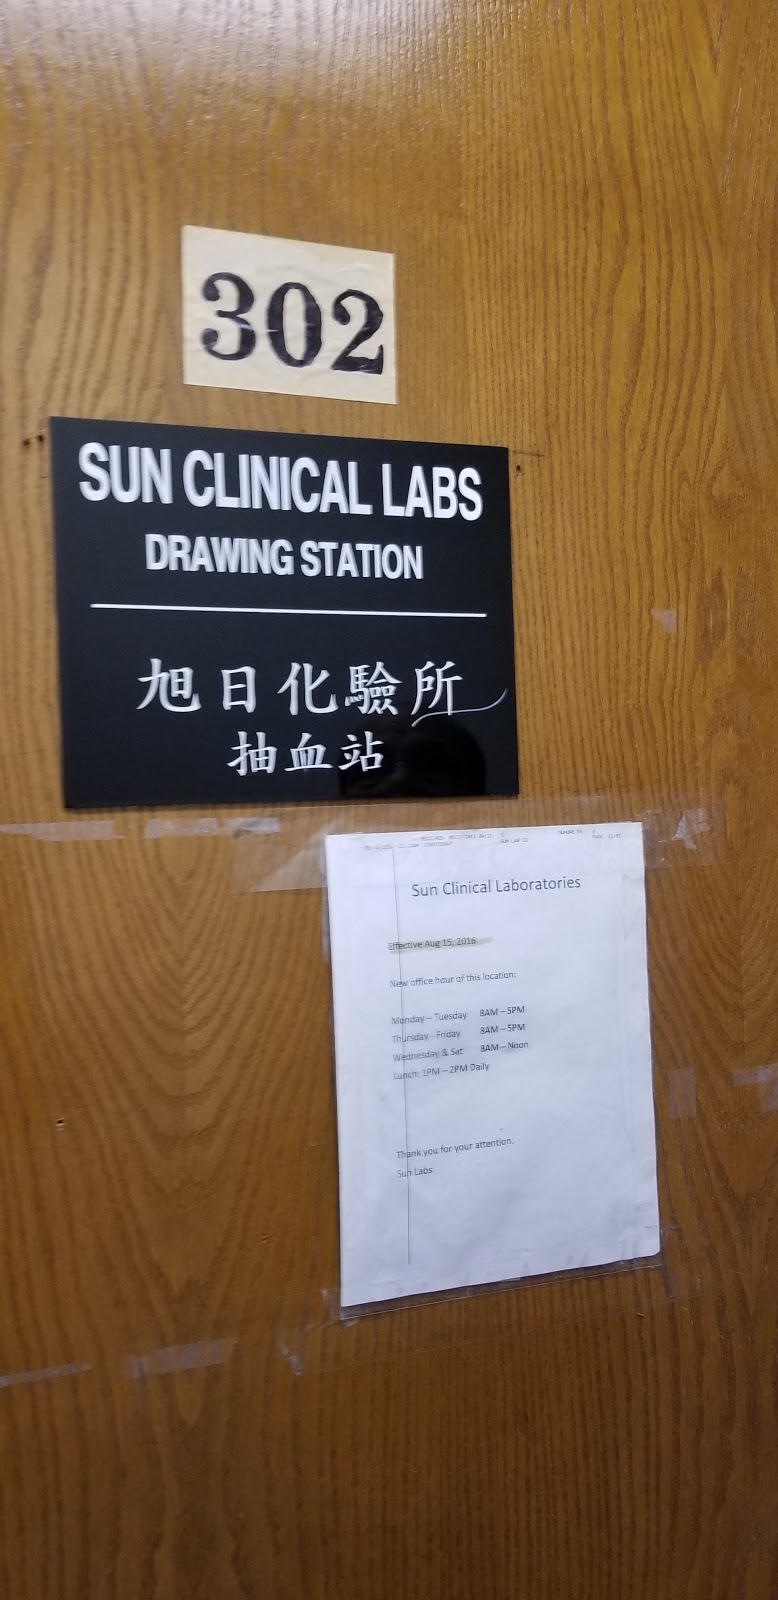 302
SUN CLINICAL LABS
DRAWING STATION
旭日化驗所
抽血站
Sun Clinical Laboratories
Effective Aug 15, 2016
New office hour of this location:
Monday – Tuesday 8AM – 5PM
Thursday - Friday 8AM – 5PM
Wednesday & Sat 8AM – Noon
Lunch: 1PM – 2PM Daily
Thank you for your attention.
Sun Labs